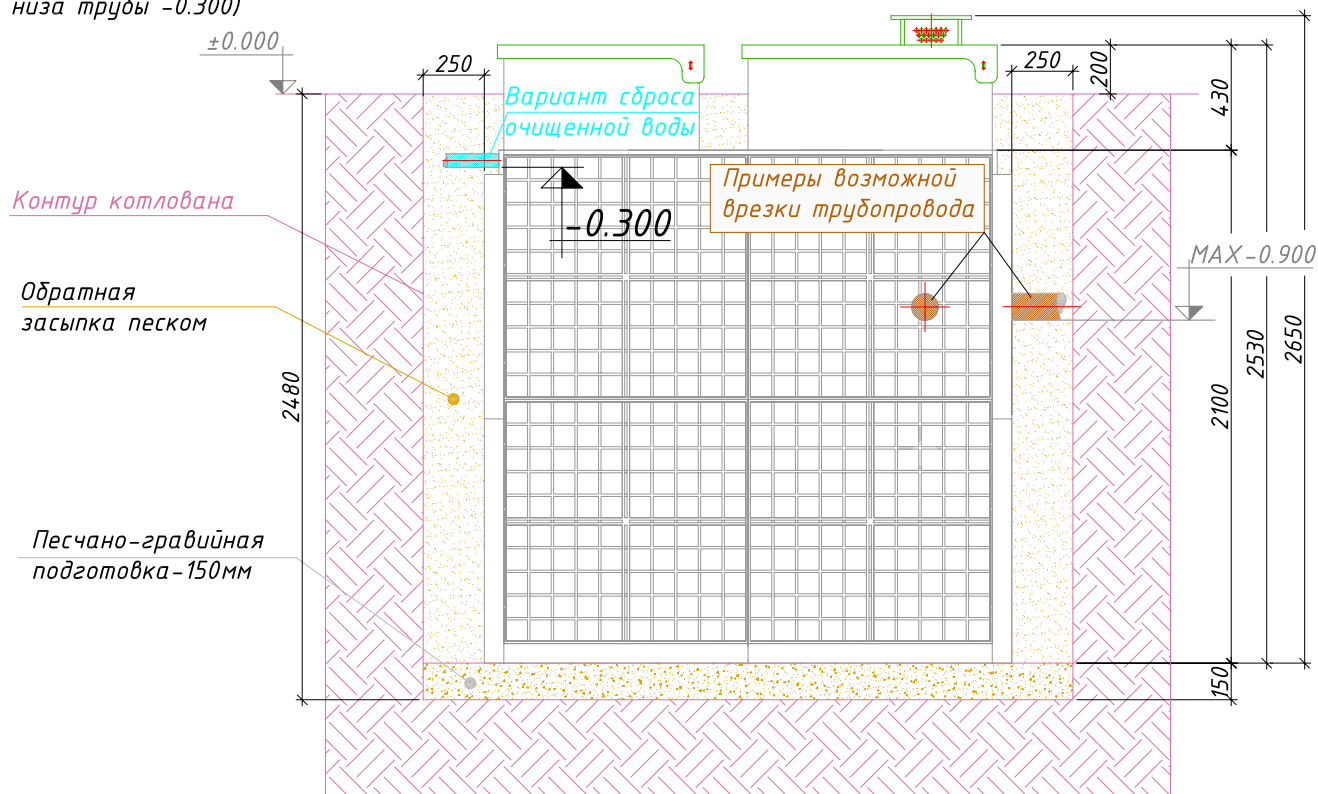 низа трубы -0.300)
±0.000
250
250
200
430
Вариант сброса
очищенной воды
Примеры возможной
врезки трубопровода
Контур котлована
-0.300
MAX-0.900
Обратная
засыпка песком
2480
2100
2530
2650
Песчано-гравийная
подготовка-150мм
150